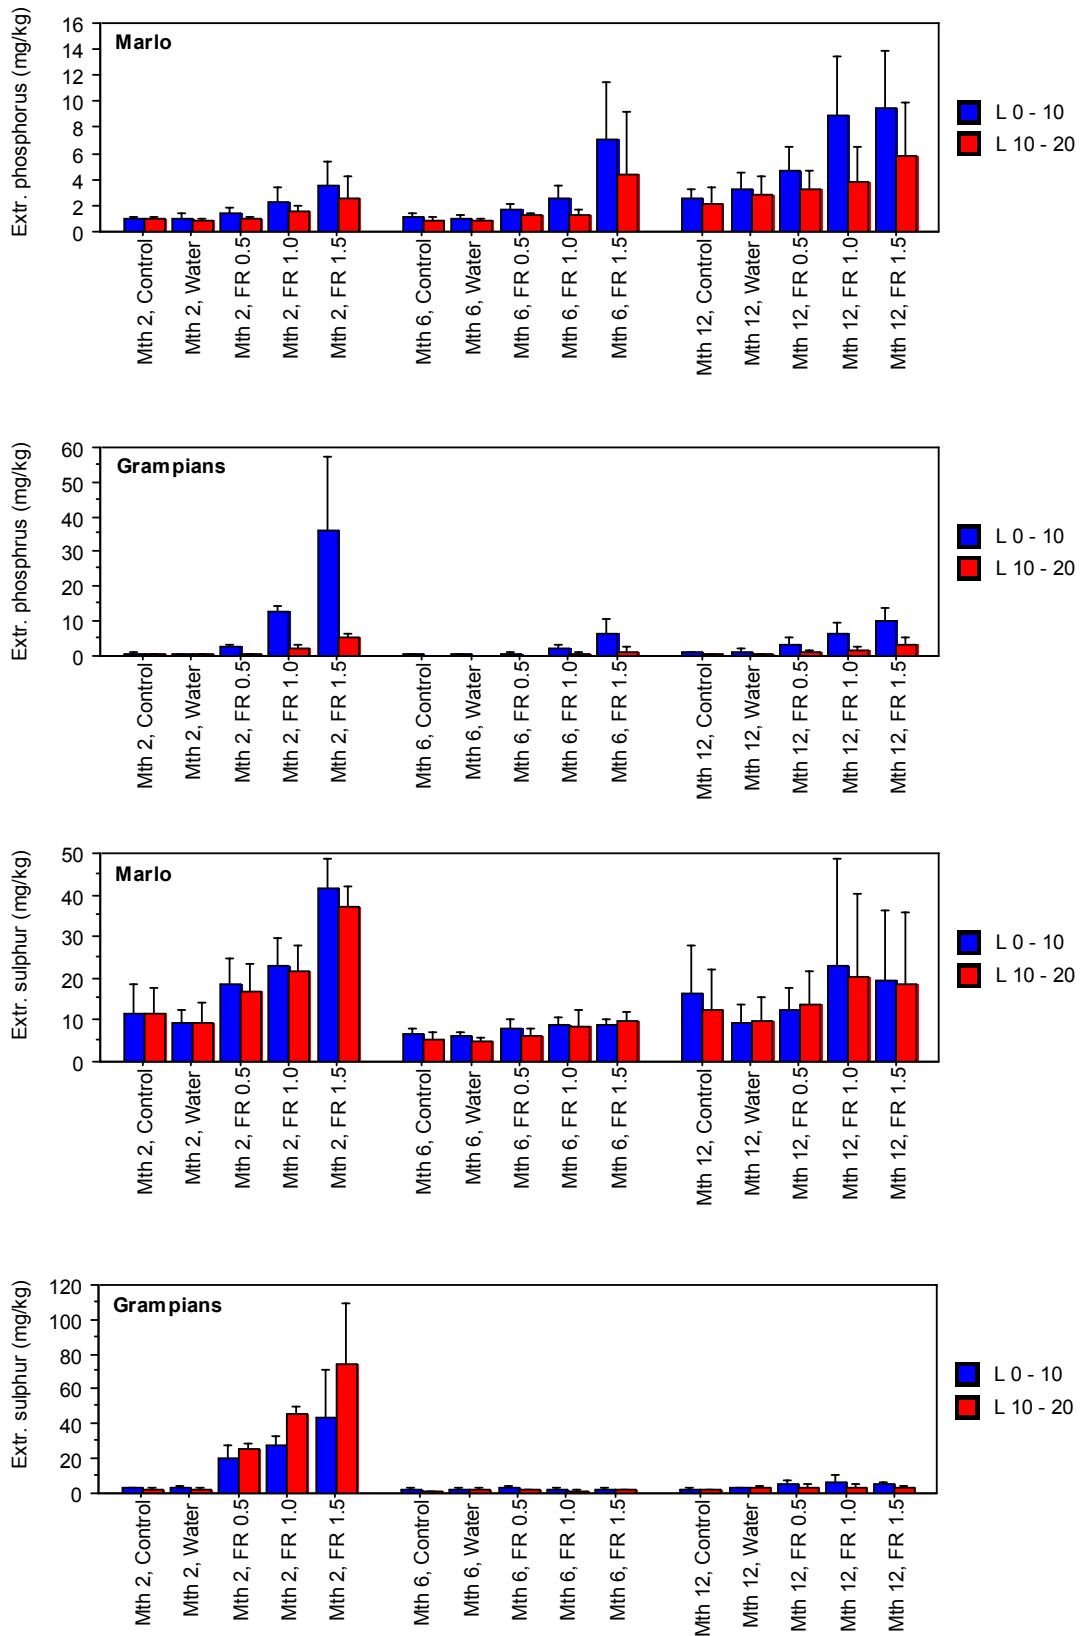 Extr. phosphorus (mg/kg)
16
14
12
10
8
6
4
2
0
Marlo
L 0 - 10
L 10 - 20
Mth 2, Control
Mth 2, Water
Mth 2, FR 0.5
Mth 2, FR 1.0
Mth 2, FR 1.5
Mth 6, Control
Mth 6, Water
Mth 6, FR 0.5
Mth 6, FR 1.0
Mth 6, FR 1.5
Mth 12, Control
Mth 12, Water
Mth 12, FR 0.5
Mth 12, FR 1.0
Mth 12, FR 1.5
Extr. phosphrus (mg/kg)
60
50
40
30
20
10
0
Grampians
L 0 - 10
L 10 - 20
Mth 2, Control
Mth 2, Water
Mth 2, FR 0.5
Mth 2, FR 1.0
Mth 2, FR 1.5
Mth 6, Control
Mth 6, Water
Mth 6, FR 0.5
Mth 6, FR 1.0
Mth 6, FR 1.5
Mth 12, Control
Mth 12, Water
Mth 12, FR 0.5
Mth 12, FR 1.0
Mth 12, FR 1.5
Extr. sulphur (mg/kg)
50
40
30
20
10
0
Marlo
L 0 - 10
L 10 - 20
Mth 2, Control
Mth 2, Water
Mth 2, FR 0.5
Mth 2, FR 1.0
Mth 2, FR 1.5
Mth 6, Control
Mth 6, Water
Mth 6, FR 0.5
Mth 6, FR 1.0
Mth 6, FR 1.5
Mth 12, Control
Mth 12, Water
Mth 12, FR 0.5
Mth 12, FR 1.0
Mth 12, FR 1.5
Extr. sulphur (mg/kg)
120
100
80
60
40
20
0
Grampians
L 0 - 10
L 10 - 20
Mth 2, Control
Mth 2, Water
Mth 2, FR 0.5
Mth 2, FR 1.0
Mth 2, FR 1.5
Mth 6, Control
Mth 6, Water
Mth 6, FR 0.5
Mth 6, FR 1.0
Mth 6, FR 1.5
Mth 12, Control
Mth 12, Water
Mth 12, FR 0.5
Mth 12, FR 1.0
Mth 12, FR 1.5